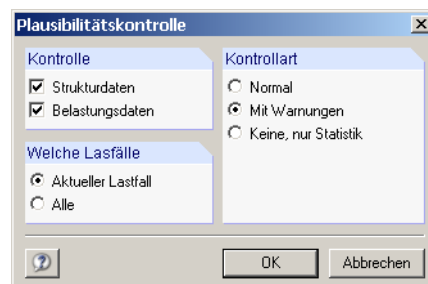 Plausibilitätskontrolle
Kontrolle
Strukturdaten
Belastungsdaten
Welche Lasfälle
Aktueller Lastfall
Alle
Kontrollart
Normal
Mit Warnungen
Keine, nur Statistik
OK
Abbrechen